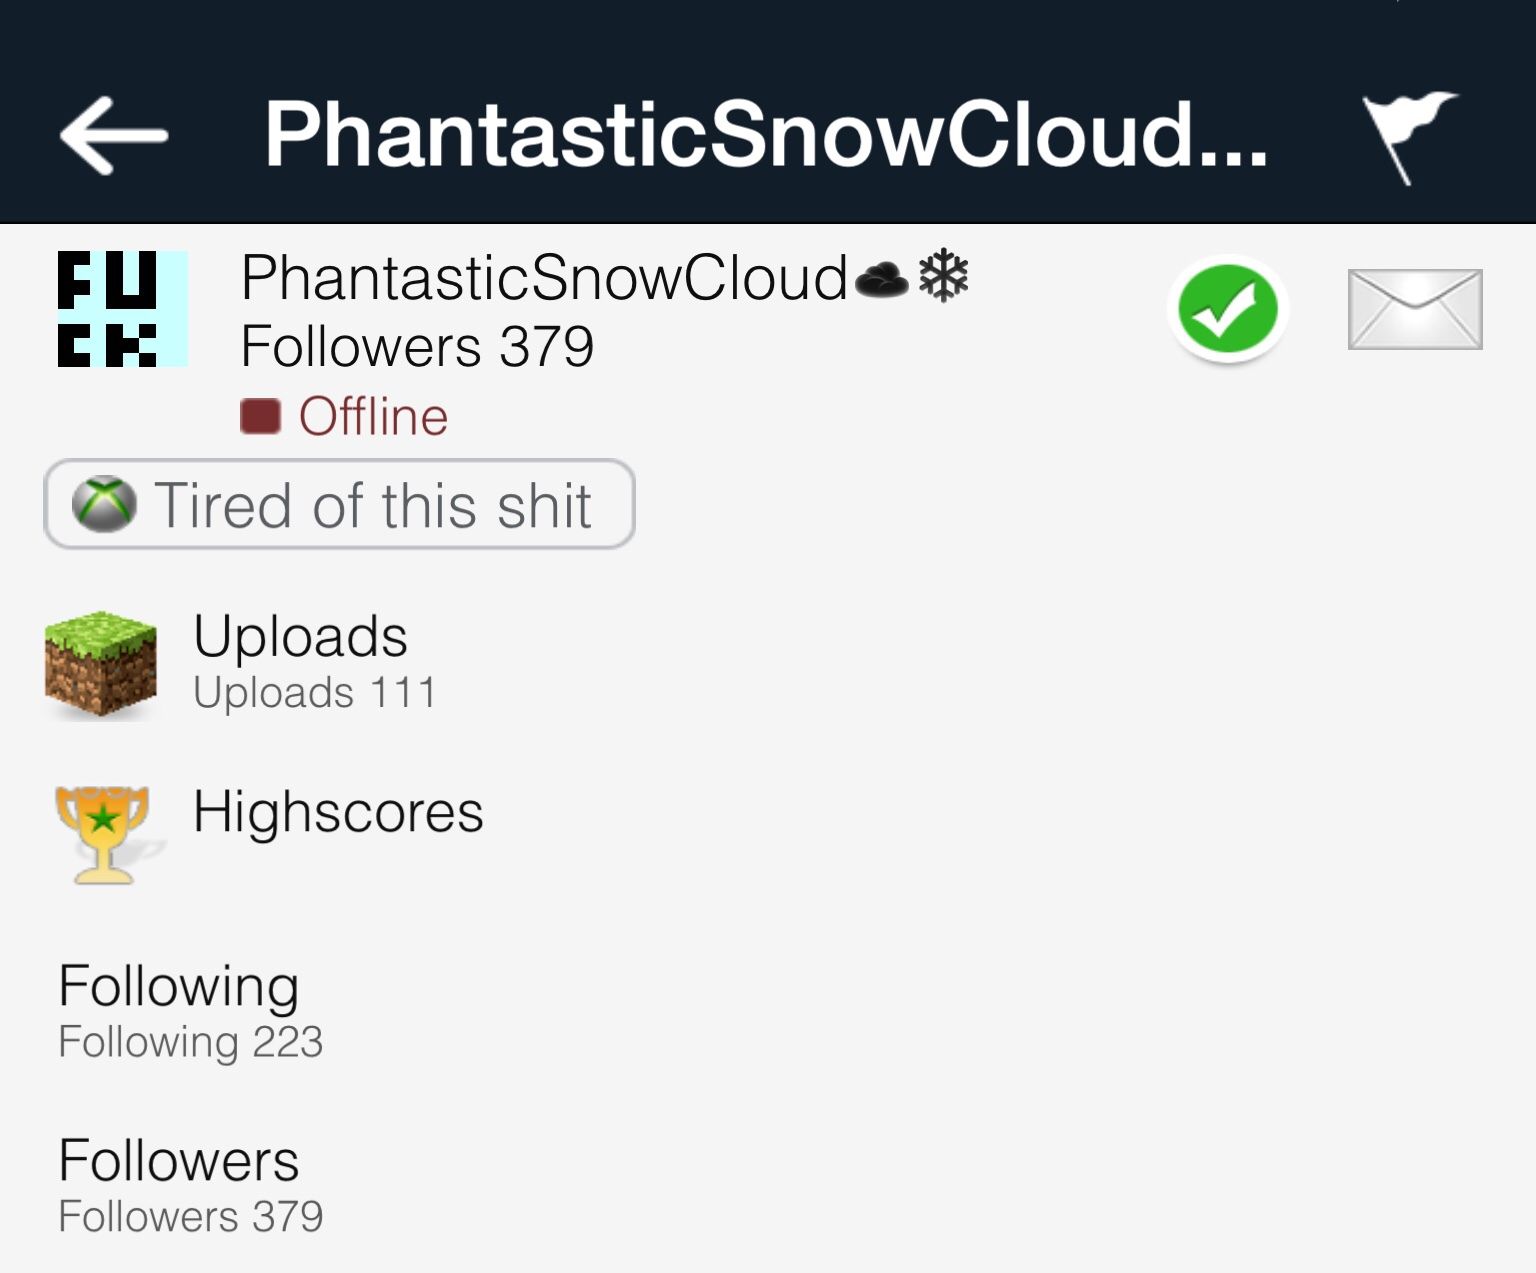 PhantasticSnowCloud...
FU
CK
PhantasticSnowCloud☁❄
Followers 379
Offline
Tired of this shit
Uploads
Uploads 111
Highscores
Following
Following 223
Followers
Followers 379